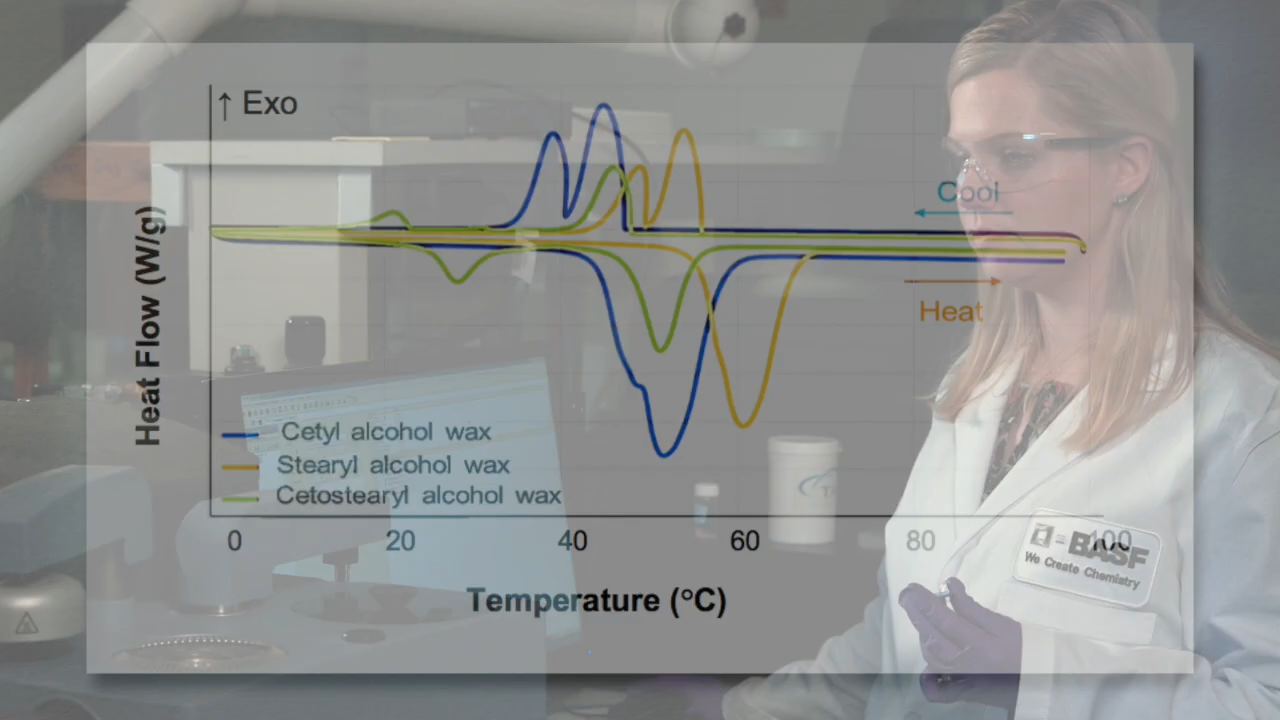 ↑ Exo
Heat Flow (W/g)
Cool
Heat
Cetyl alcohol wax
Stearyl alcohol wax
Cetostearyl alcohol wax
0 20 40 60 80 100
Temperature (°C)
BASF
We Create Chemistry